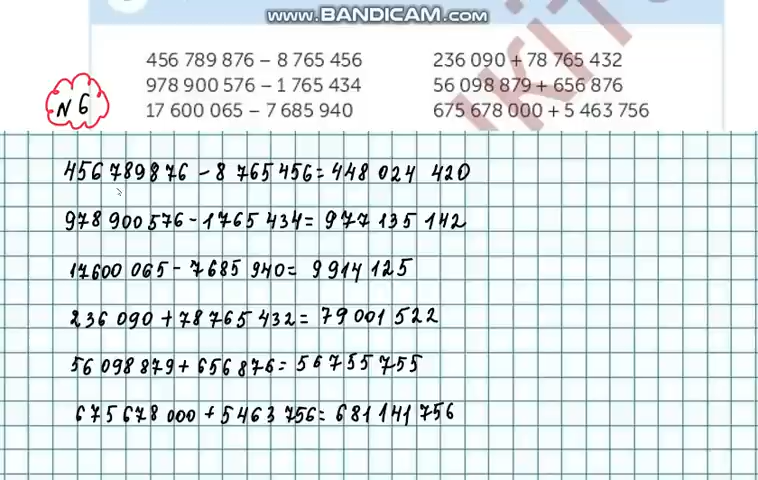 www.BANDICAM.com
456 789 876 – 8 765 456 236 090 + 78 765 432
978 900 576 – 1 765 434 56 098 879 + 656 876
17 600 065 – 7 685 940 675 678 000 + 5 463 756
N 6
456 789 876 - 8 765 456 = 448 024 420
978 900 576 - 1 765 434 = 977 135 142
17600 065 - 7685 940 = 9 914 125
236 090 + 78 765 432 = 79 001 522
56 098 879 + 656 876 = 56 755 755
675 678 000 + 5 463 756 = 681 141 756